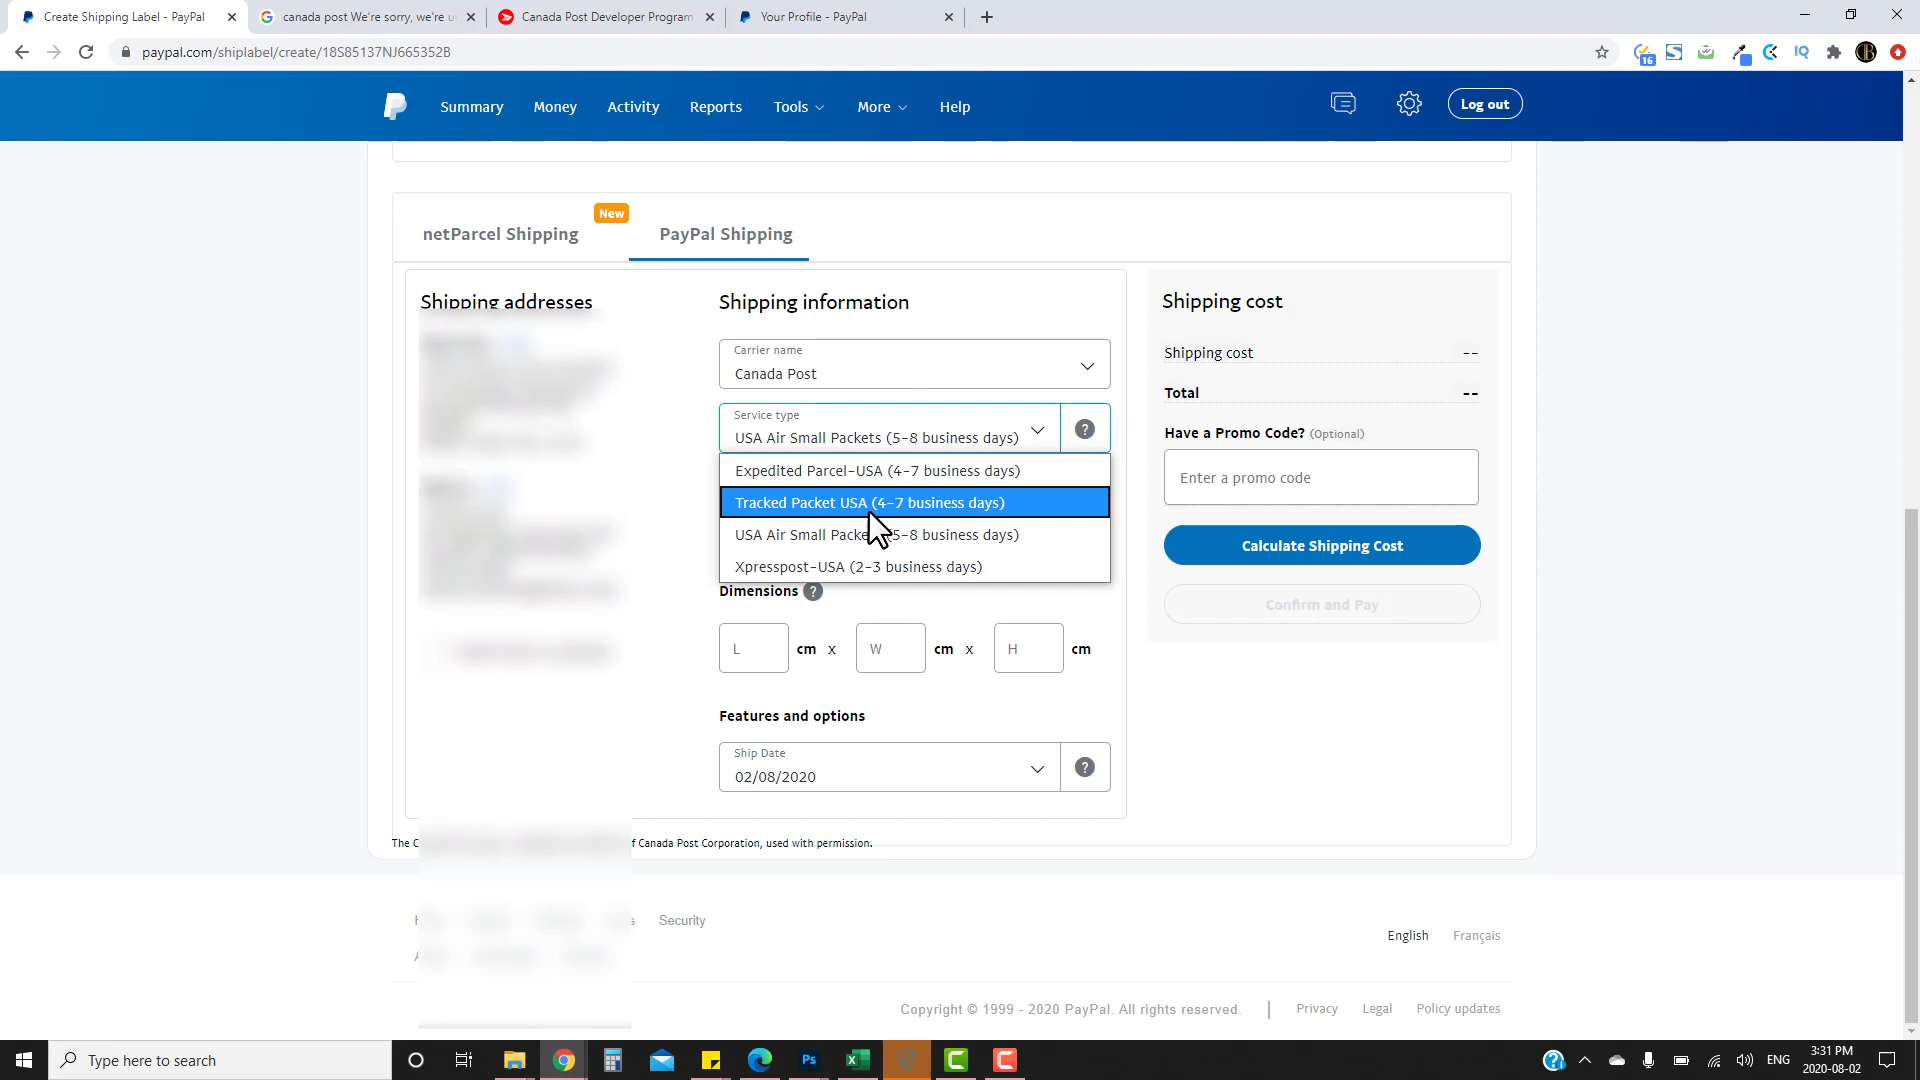 Create Shipping Label - PayPal
canada post We're sorry, we're u
Canada Post Developer Program
Your Profile - PayPal
paypal.com/shiplabel/create/18S85137NJ665352B
16
Summary
Money
Activity
Reports
Tools
More
Help
Log out
netParcel Shipping
New
PayPal Shipping
Shipping addresses
Shipping information
Carrier name
Canada Post
Service type
USA Air Small Packets (5-8 business days)
?
Expedited Parcel-USA (4-7 business days)
Tracked Packet USA (4-7 business days)
USA Air Small Packe 5-8 business days)
Xpresspost-USA (2-3 business days)
Dimensions ?
L cm x W cm x H cm
Features and options
Ship Date
02/08/2020
?
Shipping cost
Shipping cost --
Total --
Have a Promo Code? (Optional)
Enter a promo code
Calculate Shipping Cost
Confirm and Pay
The C
f Canada Post Corporation, used with permission.
Security
English Français
Copyright © 1999 - 2020 PayPal. All rights reserved. | Privacy Legal Policy updates
Type here to search
Ps
ENG
3:31 PM
2020-08-02